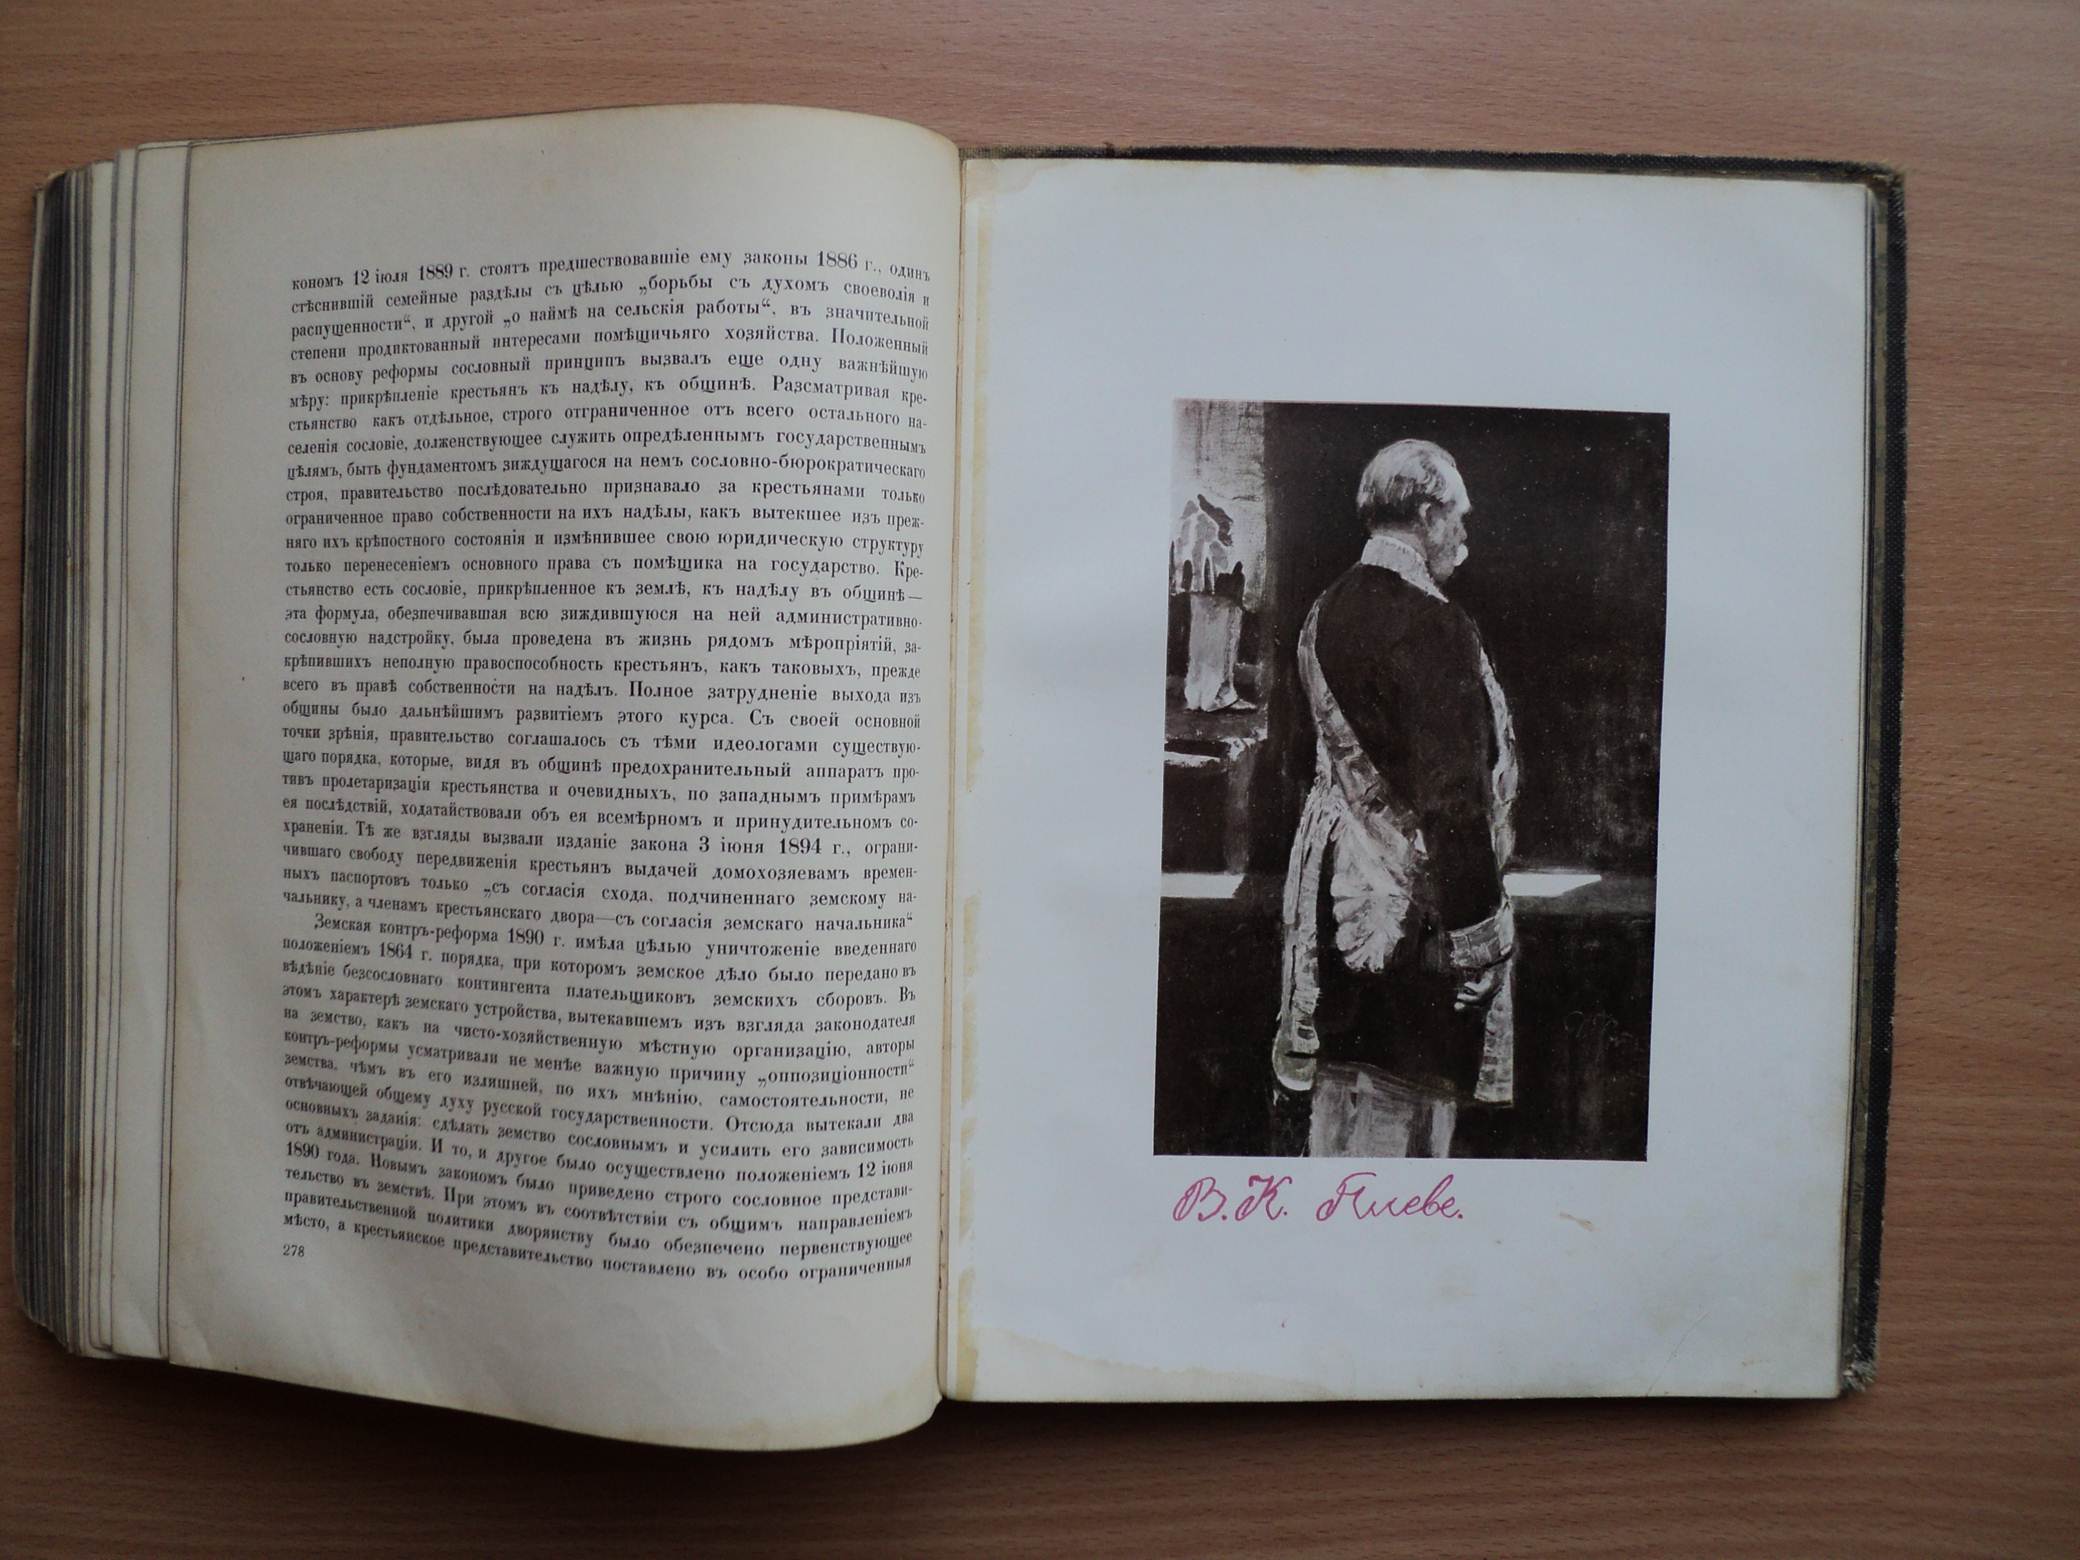 кономъ 12 іюля 1889 г. стоятъ предшествовавшіе ему законы 1886 г., одинъ
стѣснившій семейные раздѣлы съ цѣлью „борьбы съ духомъ своеволія и
распущенности“, и другой „о наймѣ на сельскія работы“, въ значительной
степени продиктованный интересами помѣщичьяго хозяйства. Положенный
въ основу реформы сословный принципъ вызвалъ еще одну важнѣйшую
мѣру: прикрѣпленіе крестьянъ къ надѣлу, къ общинѣ. Разсматривая кре-
стьянство какъ отдѣльное, строго отграниченное отъ всего остального на-
селенія сословіе, долженствующее служить опредѣленнымъ государственнымъ
цѣлямъ, быть фундаментомъ зиждущагося на немъ сословно-бюрократическаго
строя, правительство послѣдовательно признавало за крестьянами только
ограниченное право собственности на ихъ надѣлы, какъ вытекшее изъ преж-
няго ихъ крѣпостного состоянія и измѣнившее свою юридическую структуру
только перенесеніемъ основного права съ помѣщика на государство. Кре-
стьянство есть сословіе, прикрѣпленное къ землѣ, къ надѣлу въ общинѣ—
эта формула, обезпечивавшая всю зиждившуюся на ней административно-
сословную надстройку, была проведена въ жизнь рядомъ мѣропріятій, за-
крѣпившихъ неполную правоспособность крестьянъ, какъ таковыхъ, прежде
всего въ правѣ собственности на надѣлъ. Полное затрудненіе выхода изъ
общины было дальнѣйшимъ развитіемъ этого курса. Съ своей основной
точки зрѣнія, правительство соглашалось съ тѣми идеологами существую-
щаго порядка, которые, видя въ общинѣ предохранительный аппаратъ про-
тивъ пролетаризаціи крестьянства и очевидныхъ, по западнымъ примѣрамъ
ея послѣдствій, ходатайствовали объ ея всемѣрномъ и принудительномъ со-
храненіи. Тѣ же взгляды вызвали изданіе закона 3 іюня 1894 г., ограни-
чившаго свободу передвиженія крестьянъ выдачей домохозяевамъ времен-
ныхъ паспортовъ только „съ согласія схода, подчиненнаго земскому на-
чальнику, а членамъ крестьянскаго двора—съ согласія земскаго начальника“
Земская контръ-реформа 1890 г. имѣла цѣлью уничтоженіе введеннаго
положеніемъ 1864 г. порядка, при которомъ земское дѣло было передано въ
вѣдѣніе безсословнаго контингента плательщиковъ земскихъ сборовъ. Въ
этомъ характерѣ земскаго устройства, вытекавшемъ изъ взгляда законодателя
на земство, какъ на чисто-хозяйственную мѣстную организацію, авторы
контръ-реформы усматривали не менѣе важную причину „оппозиціонности“
земства, чѣмъ въ его излишней, по ихъ мнѣнію, самостоятельности, не
отвѣчающей общему духу русской государственности. Отсюда вытекали два
основныхъ заданія: сдѣлать земство сословнымъ и усилить его зависимость
отъ администраціи. И то, и другое было осуществлено положеніемъ 12 іюня
1890 года. Новымъ закономъ было приведено строго сословное представи-
тельство въ земствѣ. При этомъ въ соотвѣтствіи съ общимъ направленіемъ
правительственной политики дворянству было обезпечено первенствующее
мѣсто, а крестьянское представительство поставлено въ особо ограниченныя
278
В. К. Плеве.